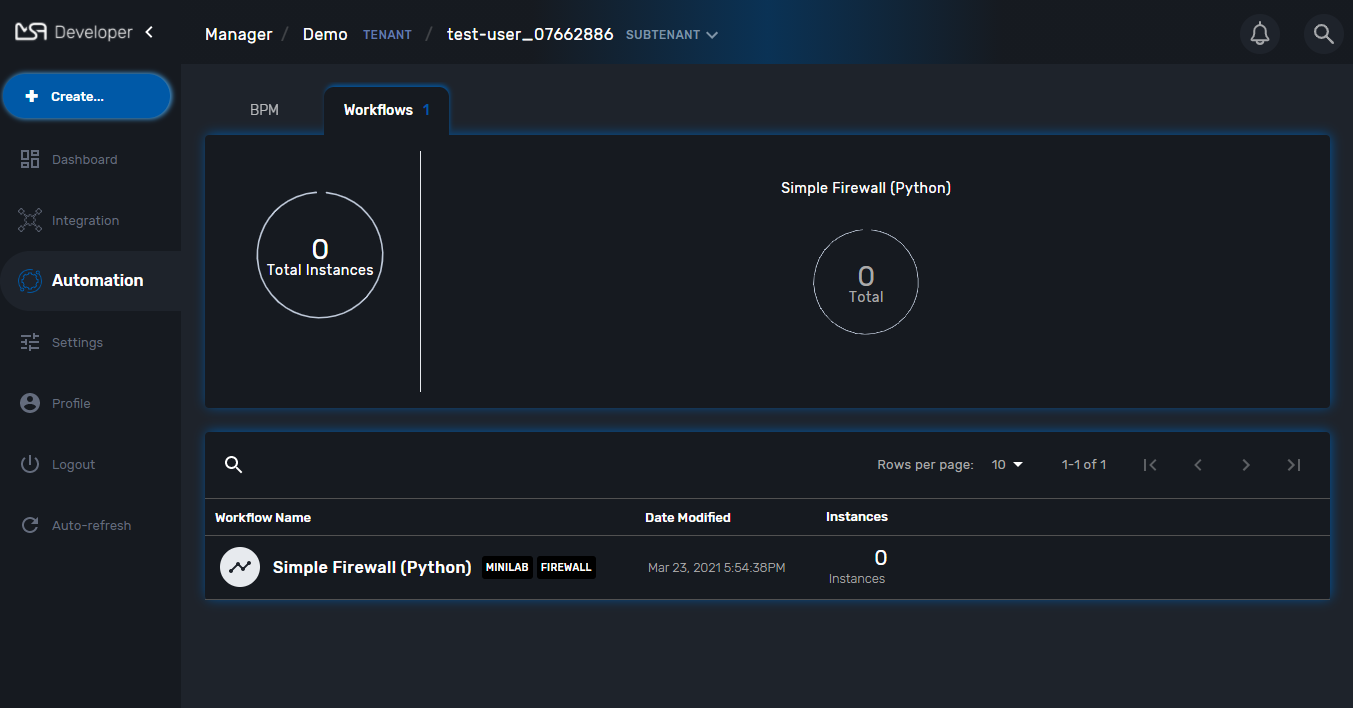 MSA Developer
Manager / Demo TENANT / test-user_07662886 SUBTENANT
Create...
Dashboard
Integration
Automation
Settings
Profile
Logout
Auto-refresh
BPM
Workflows 1
0
Total Instances
Simple Firewall (Python)
0
Total
Rows per page: 10
1-1 of 1
Workflow Name Date Modified Instances
Simple Firewall (Python) MINILAB FIREWALL Mar 23, 2021 5:54:38PM 0
Instances